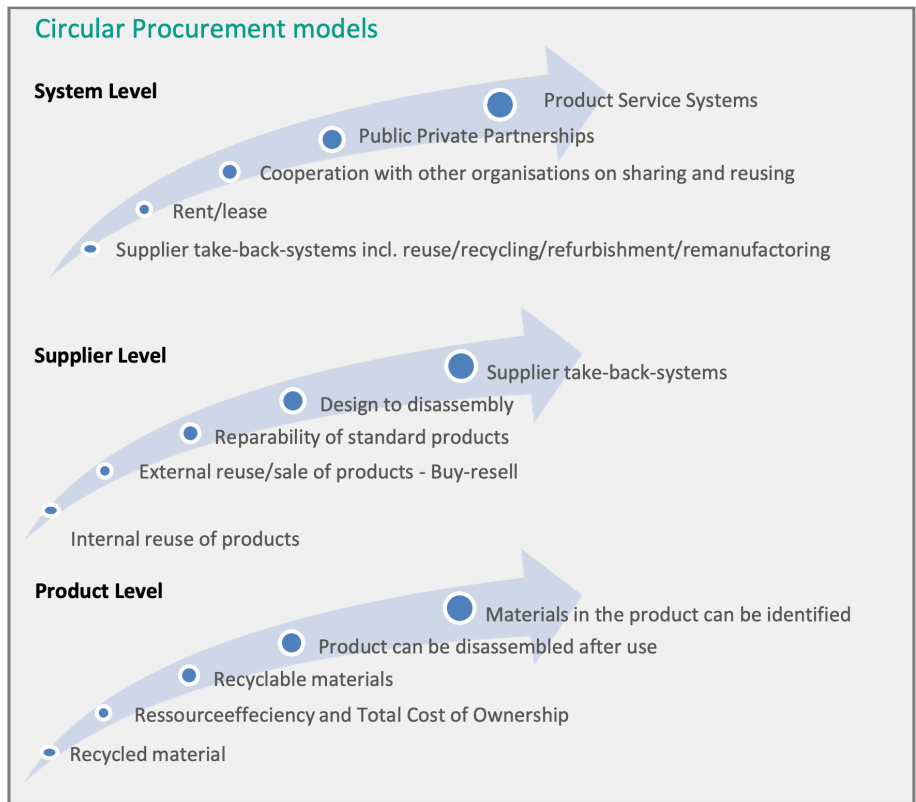 Circular Procurement models
System Level
Product Service Systems
Public Private Partnerships
Cooperation with other organisations on sharing and reusing
Rent/lease
Supplier take-back-systems incl. reuse/recycling/refurbishment/remanufactoring
Supplier Level
Supplier take-back-systems
Design to disassembly
Reparability of standard products
External reuse/sale of products - Buy-resell
Internal reuse of products
Product Level
Materials in the product can be identified
Product can be disassembled after use
Recyclable materials
Ressourceeffeciency and Total Cost of Ownership
Recycled material